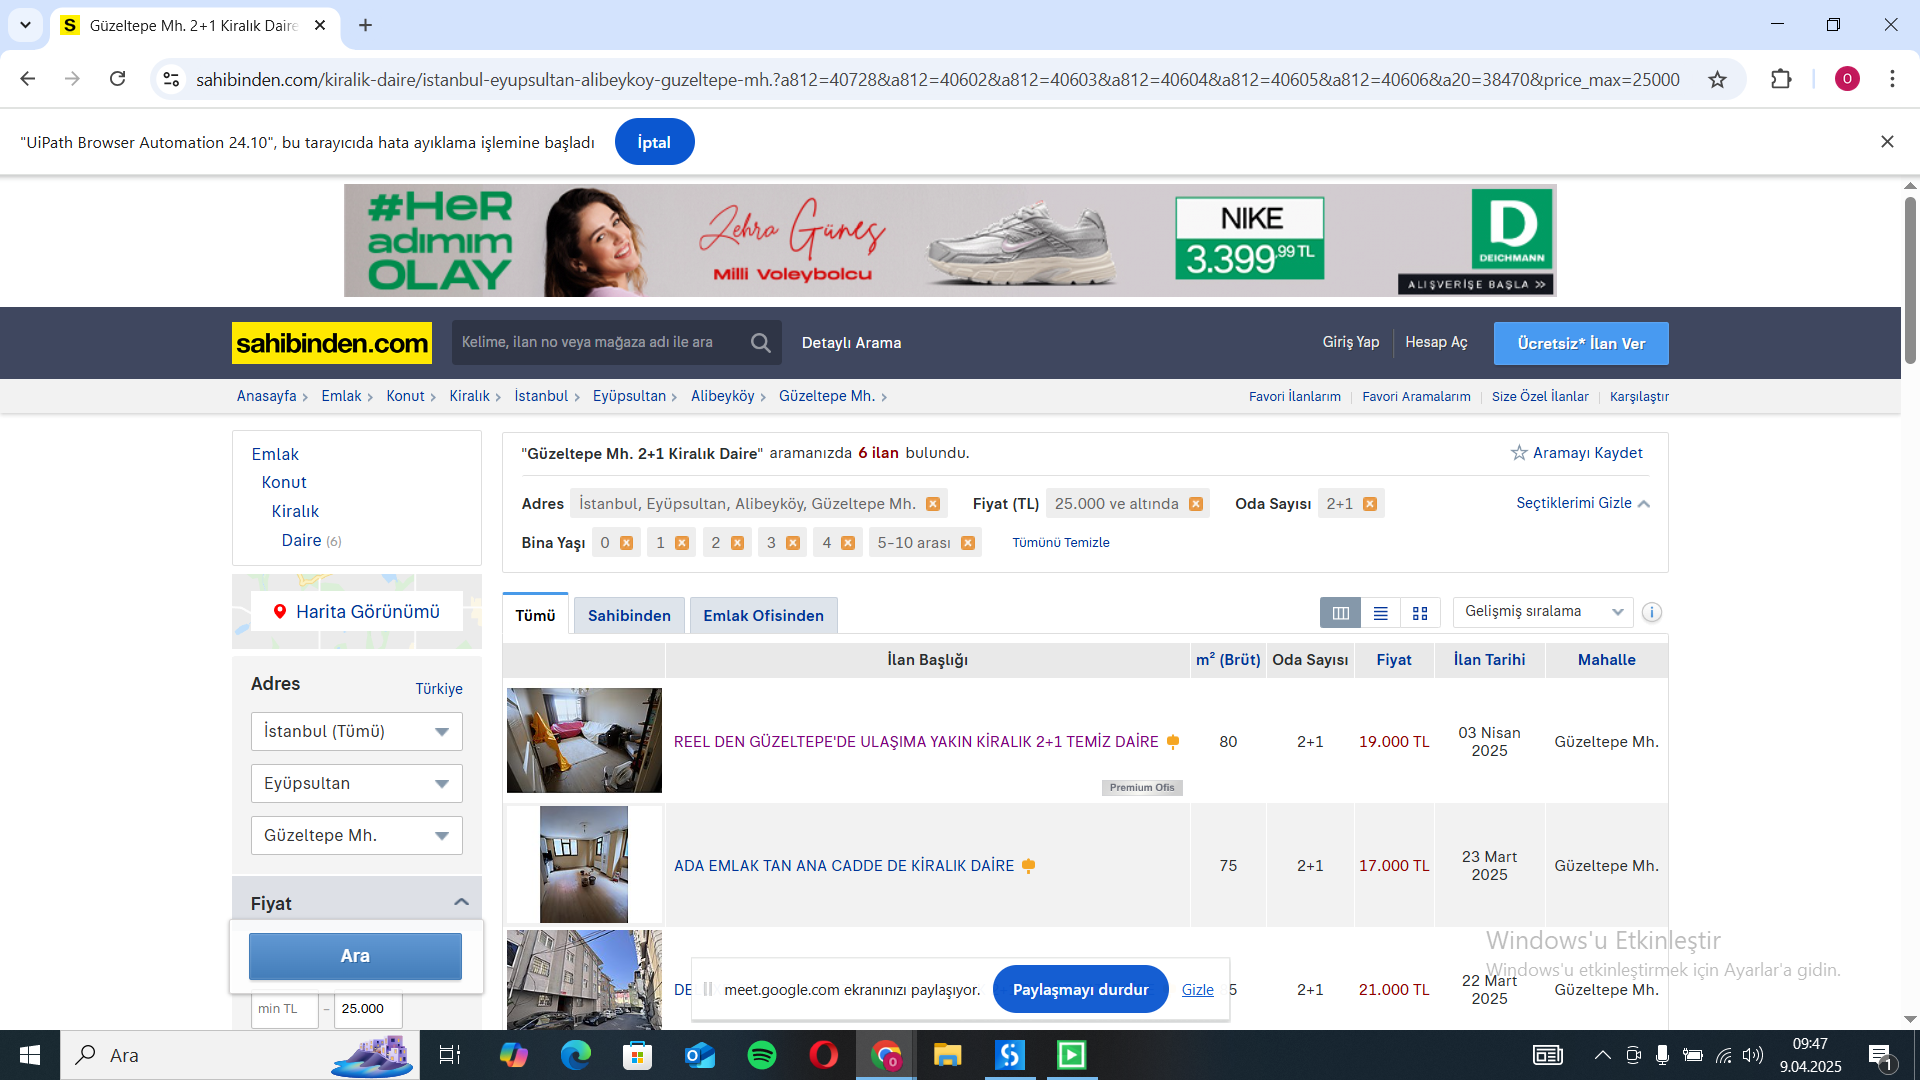 Güzeltepe Mh. 2+1 Kiralık Daire
sahibinden.com/kiralik-daire/istanbul-eyupsultan-alibeykoy-guzeltepe-mh.?a812=40728&a812=40602&a812=40603&a812=40604&a812=40605&a812=40606&a20=38470&price_max=25000
O
"UiPath Browser Automation 24.10", bu tarayıcıda hata ayıklama işlemine başladı
İptal
#HeR adımım OLAY
Zehra Güneş
Milli Voleybolcu
NIKE
3.399,99 TL
D
DEICHMANN
ALIŞVERİŞE BAŞLA >>
sahibinden.com
Kelime, ilan no veya mağaza adı ile ara
Detaylı Arama
Giriş Yap
Hesap Aç
Ücretsiz* İlan Ver
Anasayfa > Emlak > Konut > Kiralık > İstanbul > Eyüpsultan > Alibeyköy > Güzeltepe Mh. >
Favori İlanlarım | Favori Aramalarım | Size Özel İlanlar | Karşılaştır
Emlak
Konut
Kiralık
Daire (6)
Harita Görünümü
Adres
Türkiye
İstanbul (Tümü)
Eyüpsultan
Güzeltepe Mh.
Fiyat
Ara
min TL – 25.000
"Güzeltepe Mh. 2+1 Kiralık Daire" aramanızda 6 ilan bulundu.
Aramayı Kaydet
Adres İstanbul, Eyüpsultan, Alibeyköy, Güzeltepe Mh. Fiyat (TL) 25.000 ve altında Oda Sayısı 2+1
Seçtiklerimi Gizle
Bina Yaşı 0 1 2 3 4 5-10 arası Tümünü Temizle
Tümü Sahibinden Emlak Ofisinden
Gelişmiş sıralama
i
İlan Başlığı m² (Brüt) Oda Sayısı Fiyat İlan Tarihi Mahalle
REEL DEN GÜZELTEPE'DE ULAŞIMA YAKIN KİRALIK 2+1 TEMİZ DAİRE 80 2+1 19.000 TL 03 Nisan 2025 Güzeltepe Mh.
Premium Ofis
ADA EMLAK TAN ANA CADDE DE KİRALIK DAİRE 75 2+1 17.000 TL 23 Mart 2025 Güzeltepe Mh.
DE 5 2+1 21.000 TL 22 Mart 2025 Güzeltepe Mh.
meet.google.com ekranınızı paylaşıyor.
Paylaşmayı durdur
Gizle
Windows'u Etkinleştir
Windows'u etkinleştirmek için Ayarlar'a gidin.
Ara
09:47
9.04.2025
1